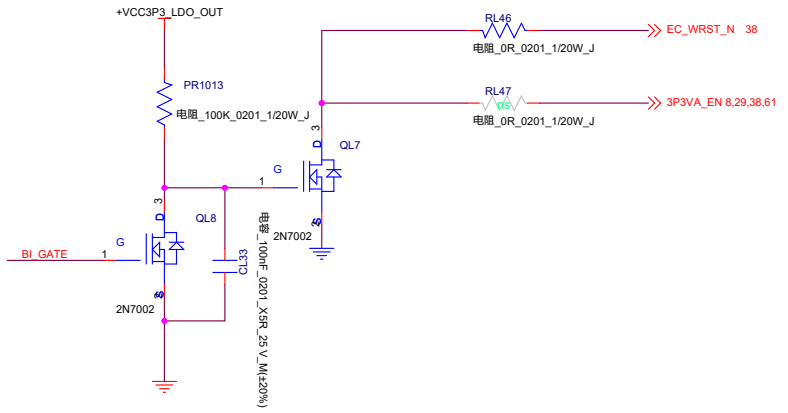 +VCC3P3_LDO_OUT
RL46
EC_WRST_N 38
电阻_0R_0201_1/20W_J
PR1013
RL47
ns
3P3VA_EN 8,29,38.61
电阻_100K_0201_1/20W_J
电阻_0R_0201_1/20W_J
3
D
QL7
G
1
S
2N7002
3
D
QL8
G
BI_GATE
1
S
2N7002
CL33
电容_100nF_0201_X5R_25 V_M(±20%)